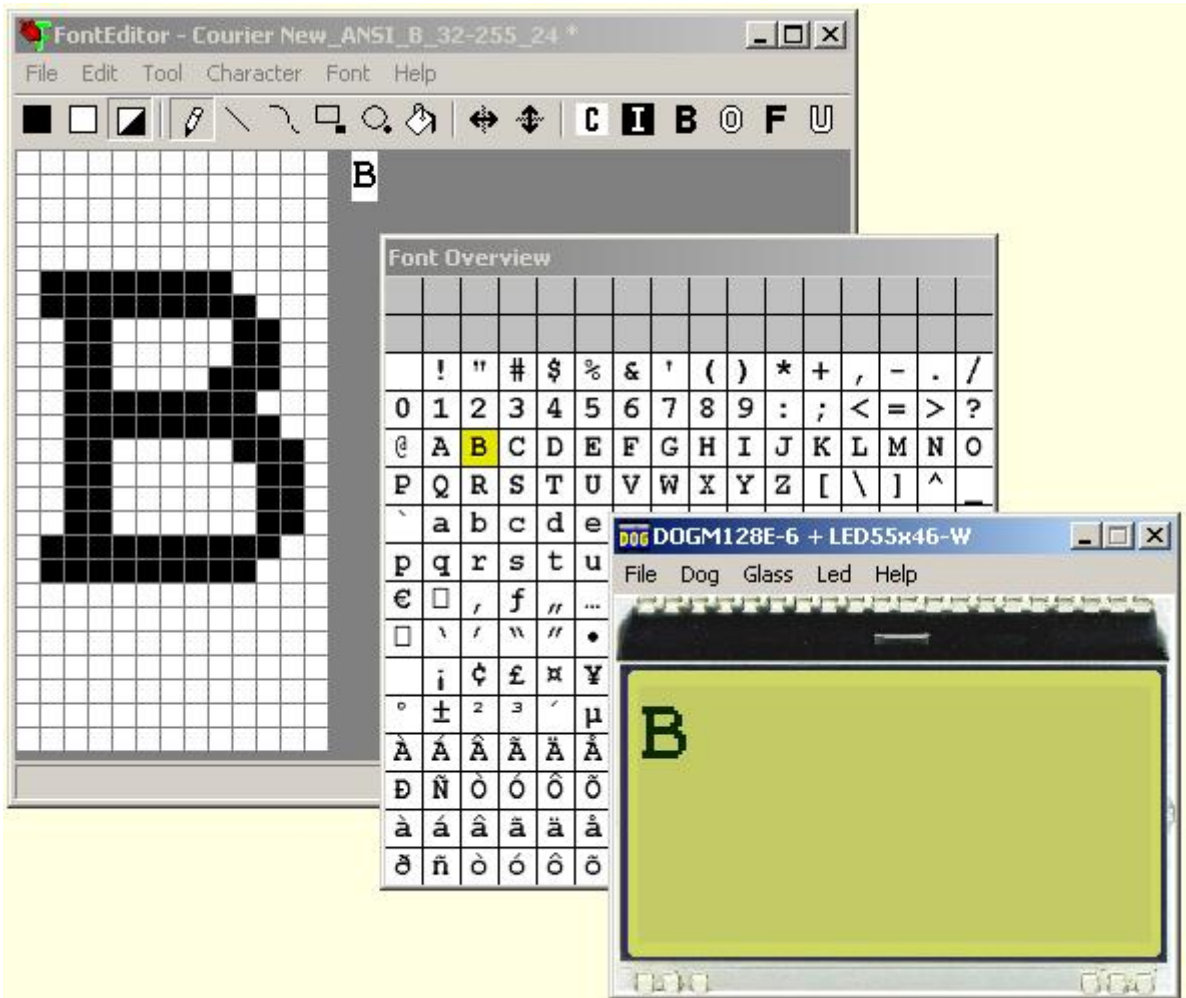 FontEditor - Courier New_ANSI_B_32-255_24 *
File Edit Tool Character Font Help
C I B O F U
B
Font Overview
! " # $ % & ' ( ) * + , - . /
0 1 2 3 4 5 6 7 8 9 : ; < = > ?
@ A B C D E F G H I J K L M N O
P Q R S T U V W X Y Z [ \ ] ^ _
` a b c d e
p q r s t u
€ □ ‚ ƒ „ …
□ ‘ ’ “ ” •
¡ ¢ £ ¤ ¥
° ± ² ³ ´ µ
À Á Â Ã Ä Å
Ð Ñ Ò Ó Ô Õ
à á â ã ä å
ð ñ ò ó ô õ
DOG DOGM128E-6 + LED55x46-W
File Dog Glass Led Help
B